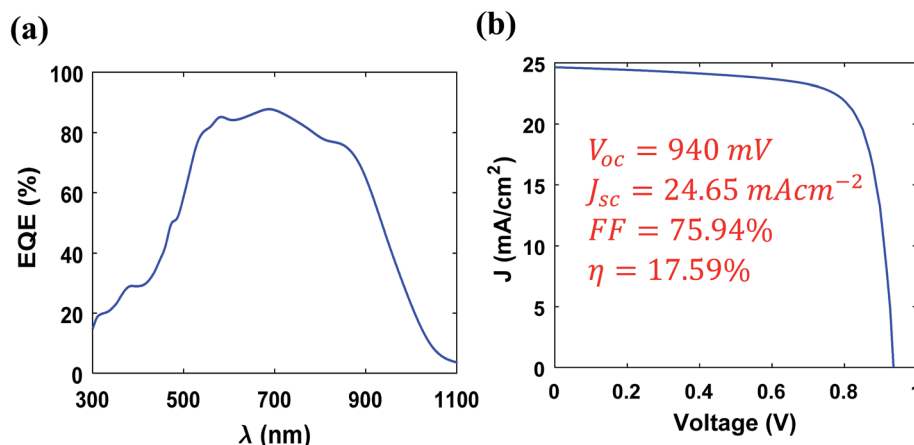 (a)
100
80
60
40
20
0
EQE (%)
300 500 700 900 1100
λ (nm)
(b)
25
20
15
10
5
0
J (mA/cm²)
V_oc = 940 mV
J_sc = 24.65 mAcm⁻²
FF = 75.94%
η = 17.59%
0 0.2 0.4 0.6 0.8 1
Voltage (V)